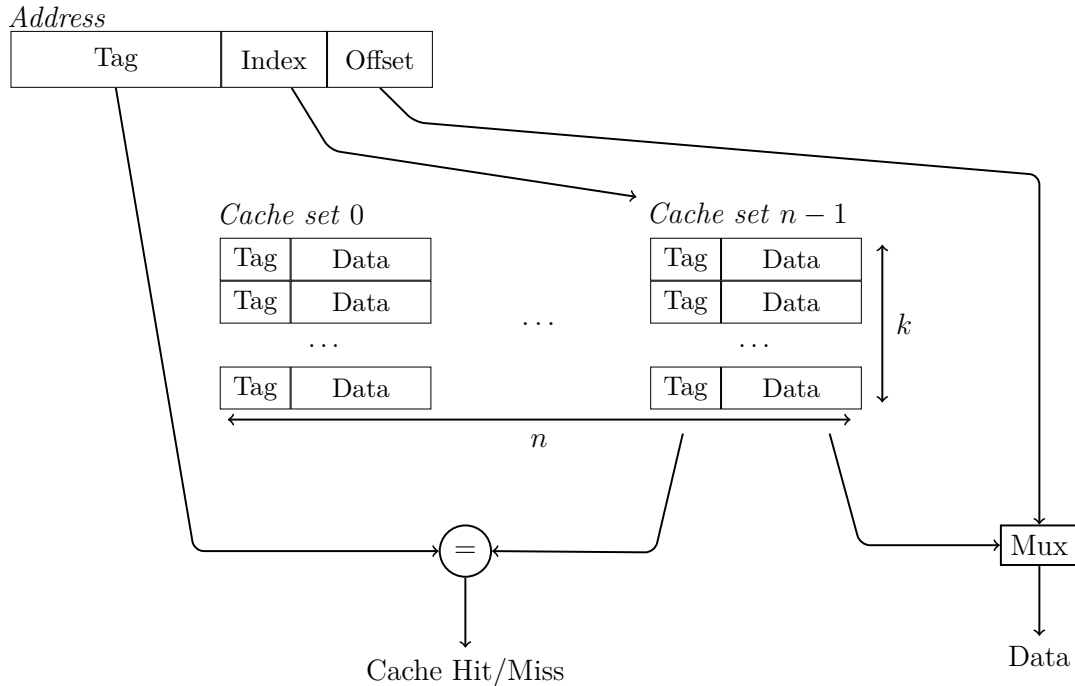 Address
Tag Index Offset
Cache set 0 Cache set n − 1
Tag Data Tag Data
Tag Data ... Tag Data
... ... k
Tag Data Tag Data
n
= Mux
Cache Hit/Miss Data